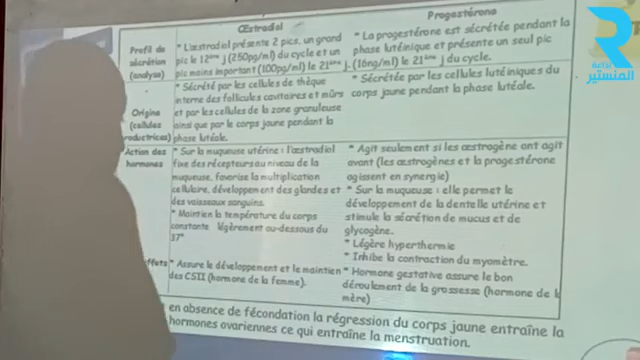 Œstradiol
Progestérone
Profil de
sécrétion
(analyse)
* L'œstradiol présente 2 pics, un grand
pic le 12ème j (250pg/ml) du cycle et un
pic moins important (100pg/ml) le 21ème j.
* La progestérone est sécrétée pendant la
phase lutéinique et présente un seul pic
(16ng/ml) le 21ème j du cycle.
Origine
(cellules
productrices)
* Sécrété par les cellules de thèque
interne des follicules cavitaires et mûrs
et par les cellules de la zone granuleuse
ainsi que par le corps jaune pendant la
phase lutéale.
* Sécrétée par les cellules lutéiniques du
corps jaune pendant la phase lutéale.
Action des
hormones
* Sur la muqueuse utérine : l'œstradiol
fixe des récepteurs au niveau de la
muqueuse, favorise la multiplication
cellulaire, développement des glandes et
des vaisseaux sanguins.
* Maintien la température du corps
constante légèrement au-dessous du
37°
* Agit seulement si les œstrogènes ont agit
avant (les œstrogènes et la progestérone
agissent en synergie)
* Sur la muqueuse : elle permet le
développement de la dentelle utérine et
stimule la sécrétion de mucus et de
glycogène.
* Légère hyperthermie
* Inhibe la contraction du myomètre.
ffets
* Assure le développement et le maintien
des CSII (hormone de la femme).
* Hormone gestative assure le bon
déroulement de la grossesse (hormone de la
mère)
en absence de fécondation la régression du corps jaune entraîne la
hormones ovariennes ce qui entraîne la menstruation.
إذاعة
المنستير